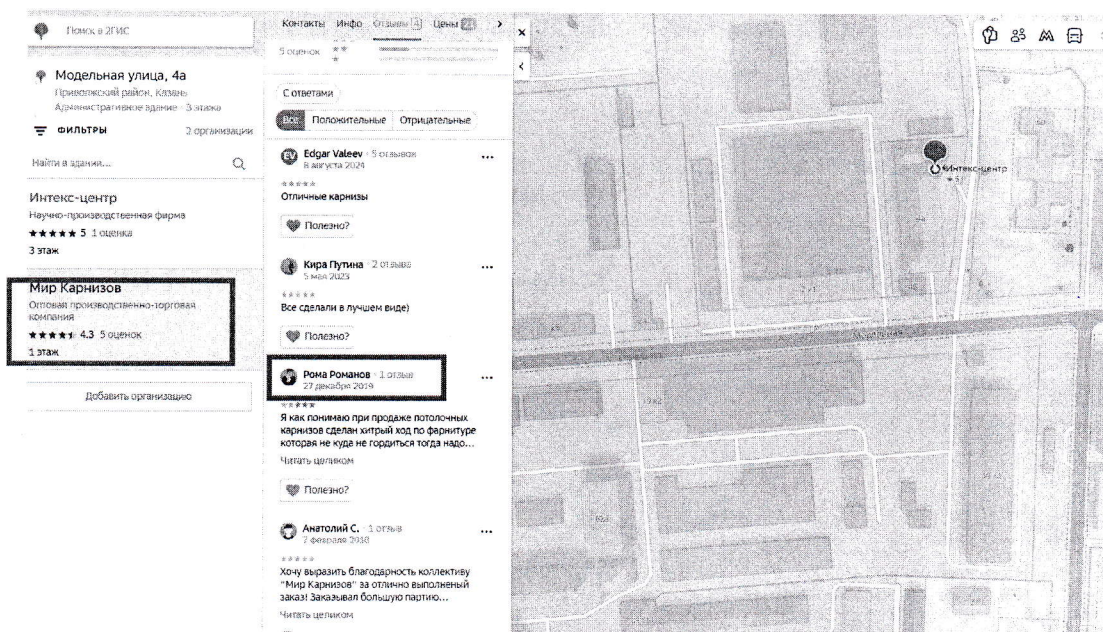 Поиск в 2ГИС
Модельная улица, 4а
Приволжский район, Казань
Административное здание · 3 этажа
ФИЛЬТРЫ
2 организации
Найти в здании...
Интекс-центр
Научно-производственная фирма
5 1 оценка
3 этаж
Мир Карнизов
Оптовая производственно-торговая
компания
4.3 5 оценок
1 этаж
Добавить организацию
Контакты Инфо Отзывы 4 Цены
5 оценок
С ответами
Все Положительные Отрицательные
EV Edgar Valeev · 5 отзывов
8 августа 2024
Отличные карнизы
Полезно?
Кира Путина · 2 отзыва
5 мая 2023
Все сделали в лучшем виде)
Полезно?
Рома Романов · 1 отзыв
27 декабря 2019
Я как понимаю при продаже потолочных
карнизов сделан хитрый ход по фарнитуре
которая не куда не гордиться тогда надо...
Читать целиком
Полезно?
Анатолий С. · 1 отзыв
7 февраля 2018
Хочу выразить благодарность коллективу
"Мир Карнизов" за отлично выполненый
заказ! Заказывал большую партию...
Читать целиком
Интекс-центр
5